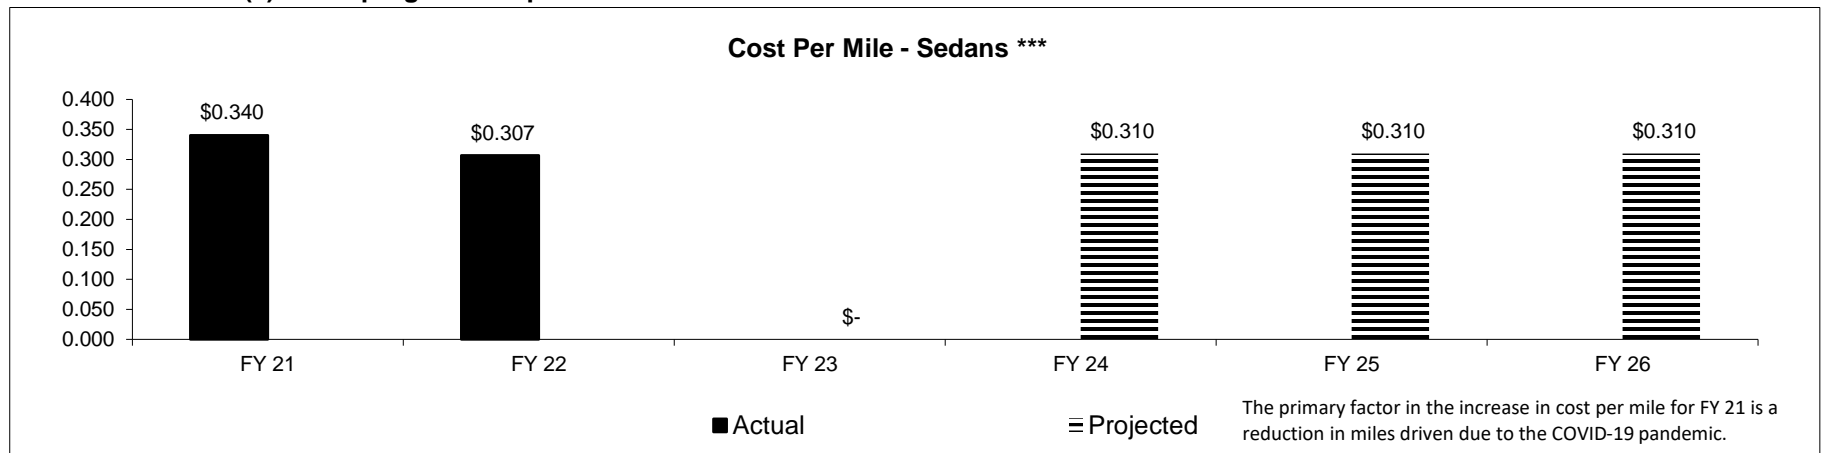 Cost Per Mile - Sedans ***
0.400
0.350
0.300
0.250
0.200
0.150
0.100
0.050
0.000
$0.340
$0.307
$-
$0.310
$0.310
$0.310
FY 21
FY 22
FY 23
FY 24
FY 25
FY 26
Actual
Projected
The primary factor in the increase in cost per mile for FY 21 is a
reduction in miles driven due to the COVID-19 pandemic.